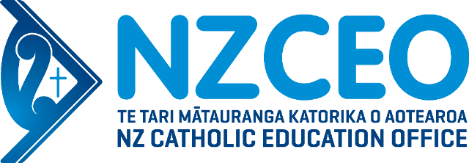 NZCEO
TE TARI MĀTAURANGA KATORIKA O AOTEAROA
NZ CATHOLIC EDUCATION OFFICE